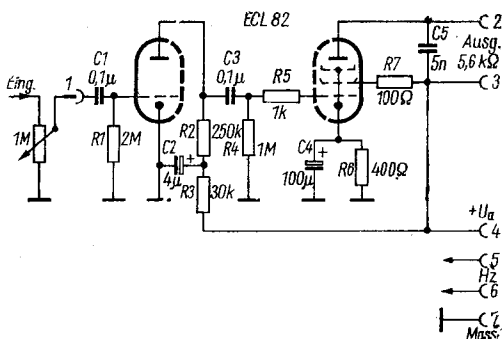 ECL 82
2
C5
5n
Ausg.
5,6kΩ
3
Eing.
1
C1
0,1µ
C3
0,1µ
R5
1k
R7
100Ω
1M
R1
2M
C2
4µ
+
R2
250k
R4
1M
R3
30k
C4
100µ
+
R6
400Ω
+Ua
4
5
Hz
6
7
Mass